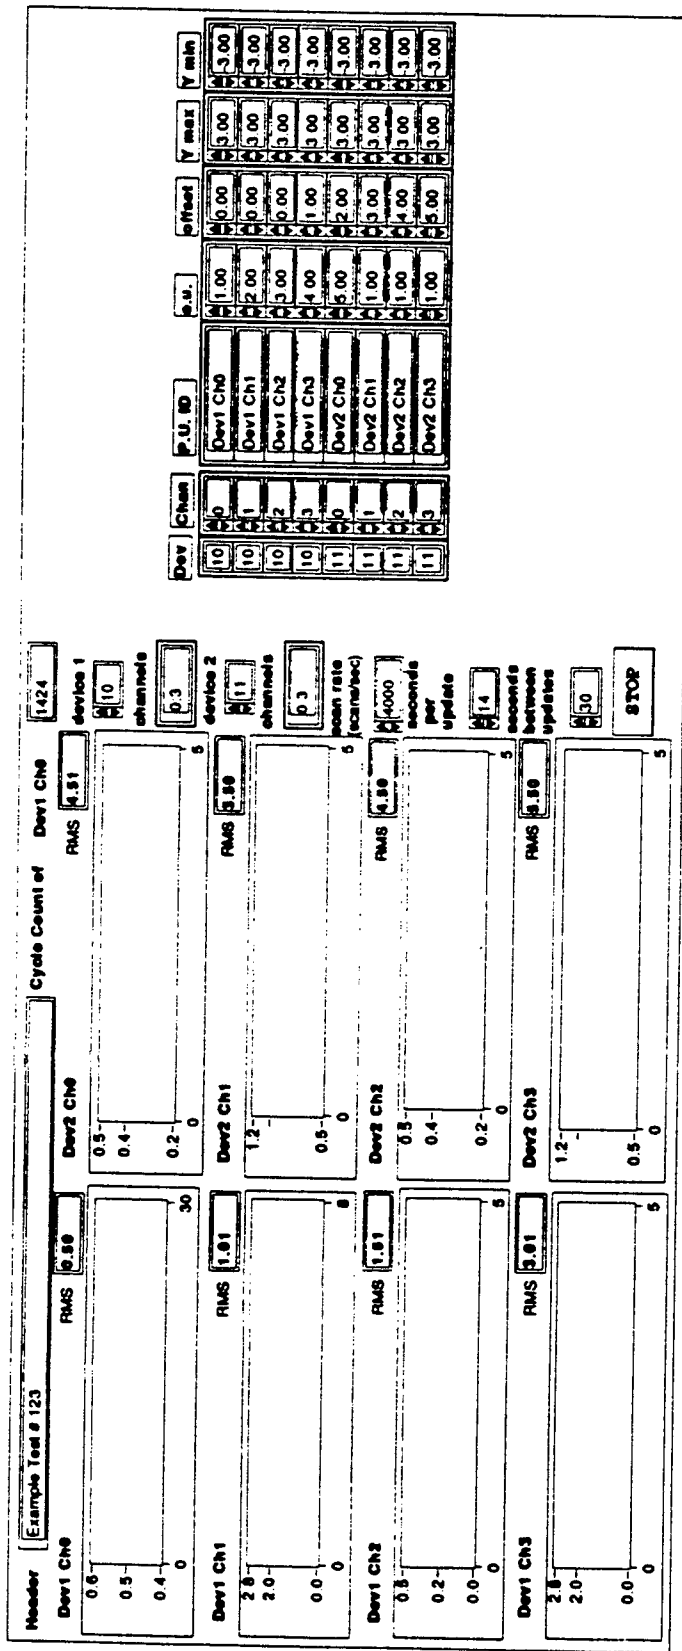 Header
Example Test # 123
Cycle Count of Dev1 Ch0
1424
Dev1 Ch0
RMS 0.50
0.6
0.5
0.4
0
30
Dev1 Ch1
RMS 1.01
2.8
2.0
0.0
0
Dev1 Ch2
RMS 1.51
0.2
0.0
0
5
Dev1 Ch3
RMS 3.01
2.8
2.0
0.0
0
5
Dev2 Ch0
RMS 4.51
0.5
0.4
0.2
0
5
Dev2 Ch1
RMS 3.50
1.2
0.5
0
5
Dev2 Ch2
RMS 4.50
0.5
0.4
0.2
0
5
Dev2 Ch3
RMS 5.50
1.2
0.5
0
5
device 1
10
channels
0:3
device 2
11
channels
0:3
scan rate
(scans/sec)
4000
seconds
per
update
14
seconds
between
updates
30
STOP
Dev Chan P.U. ID e.u. offset Y max Y min
10 0 Dev1 Ch0 1.00 0.00 3.00 -3.00
10 1 Dev1 Ch1 2.00 0.00 3.00 -3.00
10 2 Dev1 Ch2 3.00 0.00 3.00 -3.00
10 3 Dev1 Ch3 4.00 1.00 3.00 -3.00
11 0 Dev2 Ch0 5.00 2.00 3.00 -3.00
11 1 Dev2 Ch1 1.00 3.00 3.00 -3.00
11 2 Dev2 Ch2 1.00 4.00 3.00 -3.00
11 3 Dev2 Ch3 1.00 5.00 3.00 -3.00